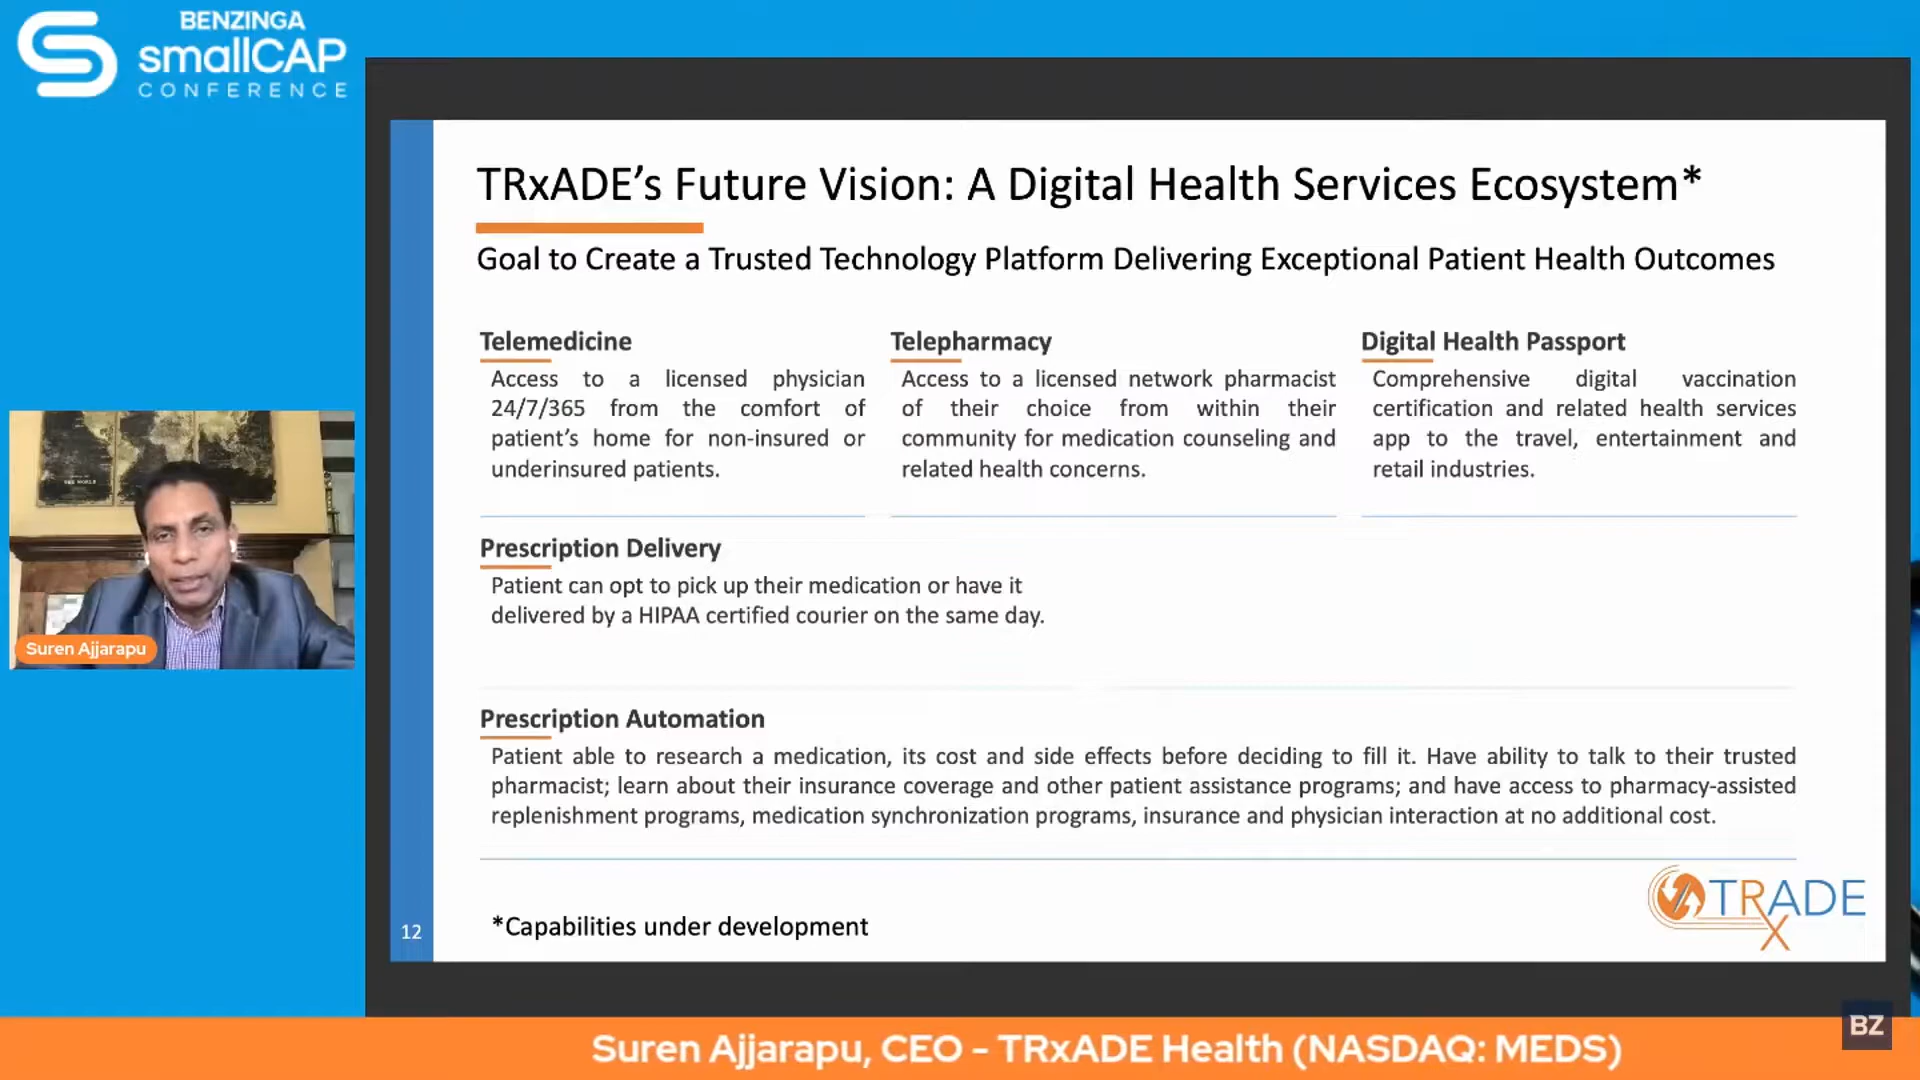 BENZINGA
smallCAP
CONFERENCE
TRxADE’s Future Vision: A Digital Health Services Ecosystem*
Goal to Create a Trusted Technology Platform Delivering Exceptional Patient Health Outcomes
Telemedicine
Access to a licensed physician
24/7/365 from the comfort of
patient’s home for non-insured or
underinsured patients.
Telepharmacy
Access to a licensed network pharmacist
of their choice from within their
community for medication counseling and
related health concerns.
Digital Health Passport
Comprehensive digital vaccination
certification and related health services
app to the travel, entertainment and
retail industries.
Prescription Delivery
Patient can opt to pick up their medication or have it
delivered by a HIPAA certified courier on the same day.
Prescription Automation
Patient able to research a medication, its cost and side effects before deciding to fill it. Have ability to talk to their trusted
pharmacist; learn about their insurance coverage and other patient assistance programs; and have access to pharmacy-assisted
replenishment programs, medication synchronization programs, insurance and physician interaction at no additional cost.
*Capabilities under development
12
TRADE
X
Suren Ajjarapu
BZ
Suren Ajjarapu, CEO - TRxADE Health (NASDAQ: MEDS)